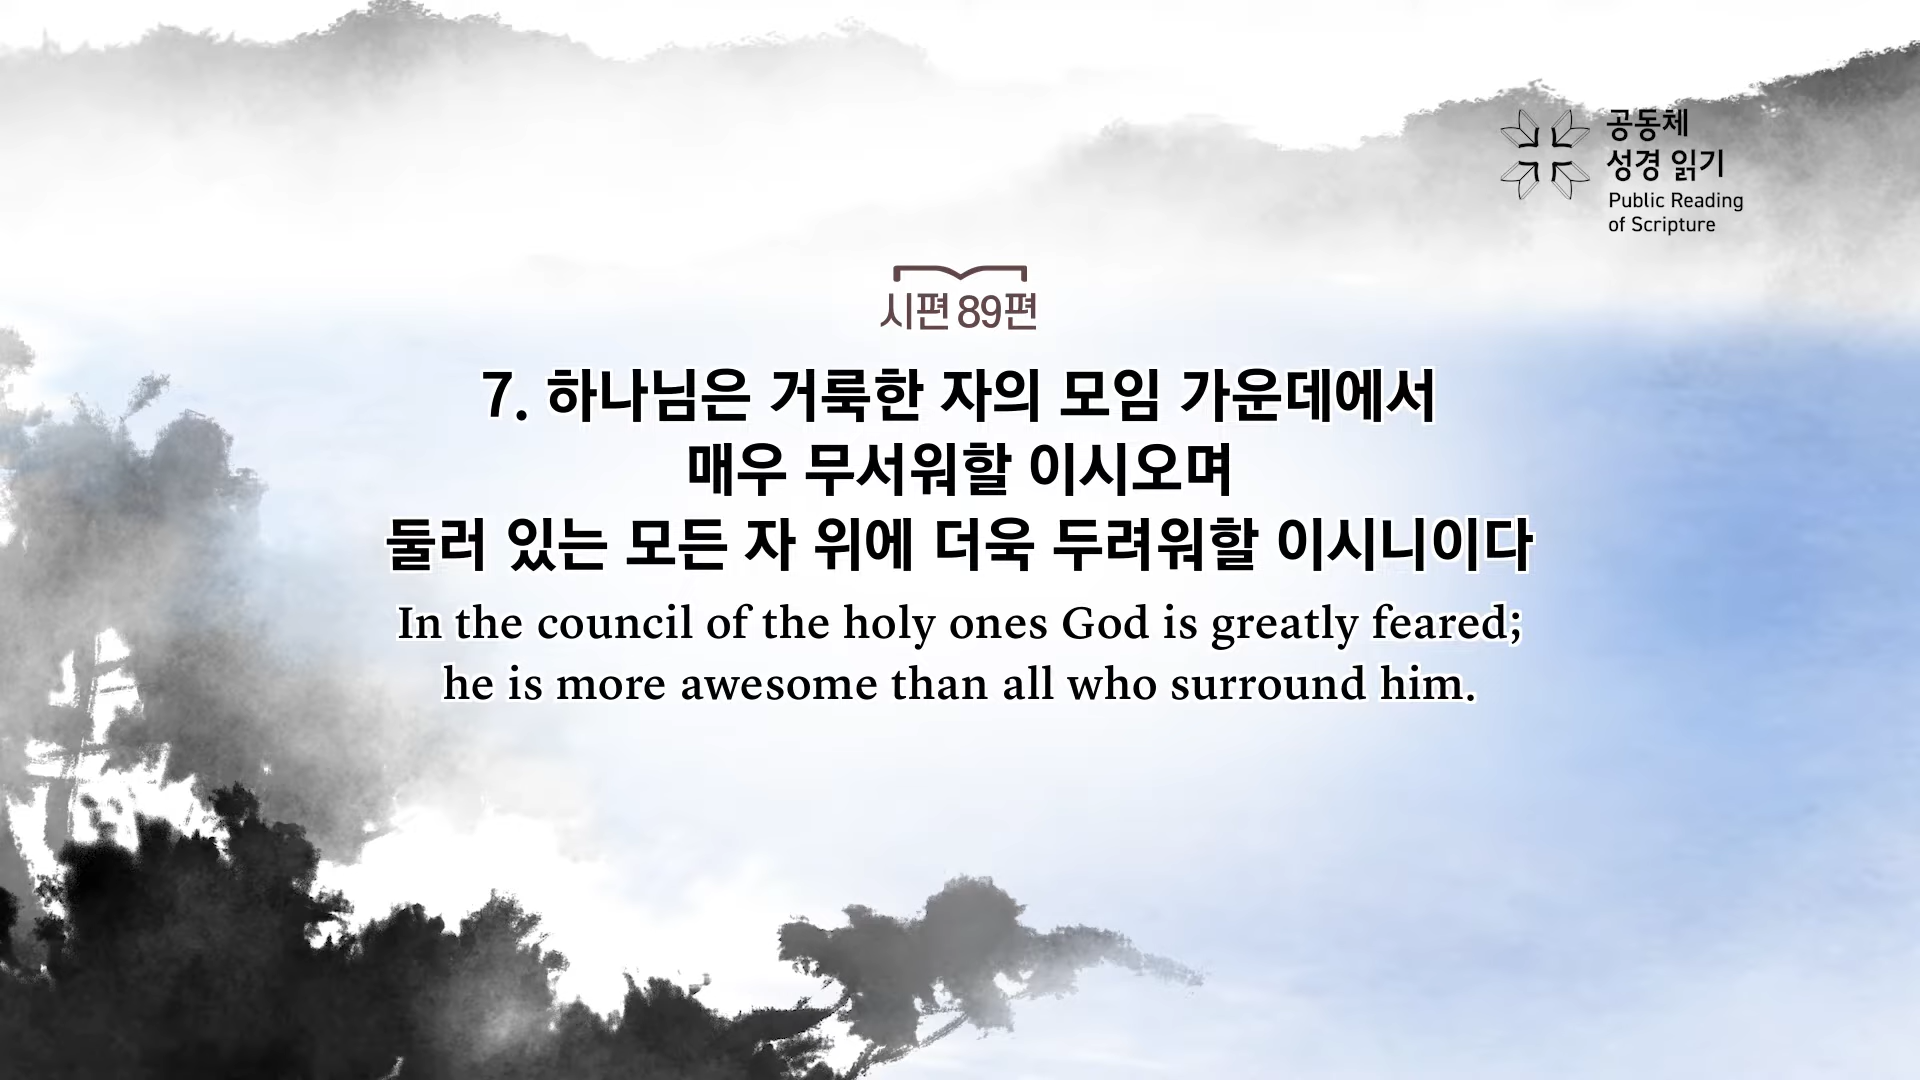 공동체
성경 읽기
Public Reading
of Scripture
시편 89편
7. 하나님은 거룩한 자의 모임 가운데에서
매우 무서워할 이시오며
둘러 있는 모든 자 위에 더욱 두려워할 이시니이다
In the council of the holy ones God is greatly feared;
he is more awesome than all who surround him.